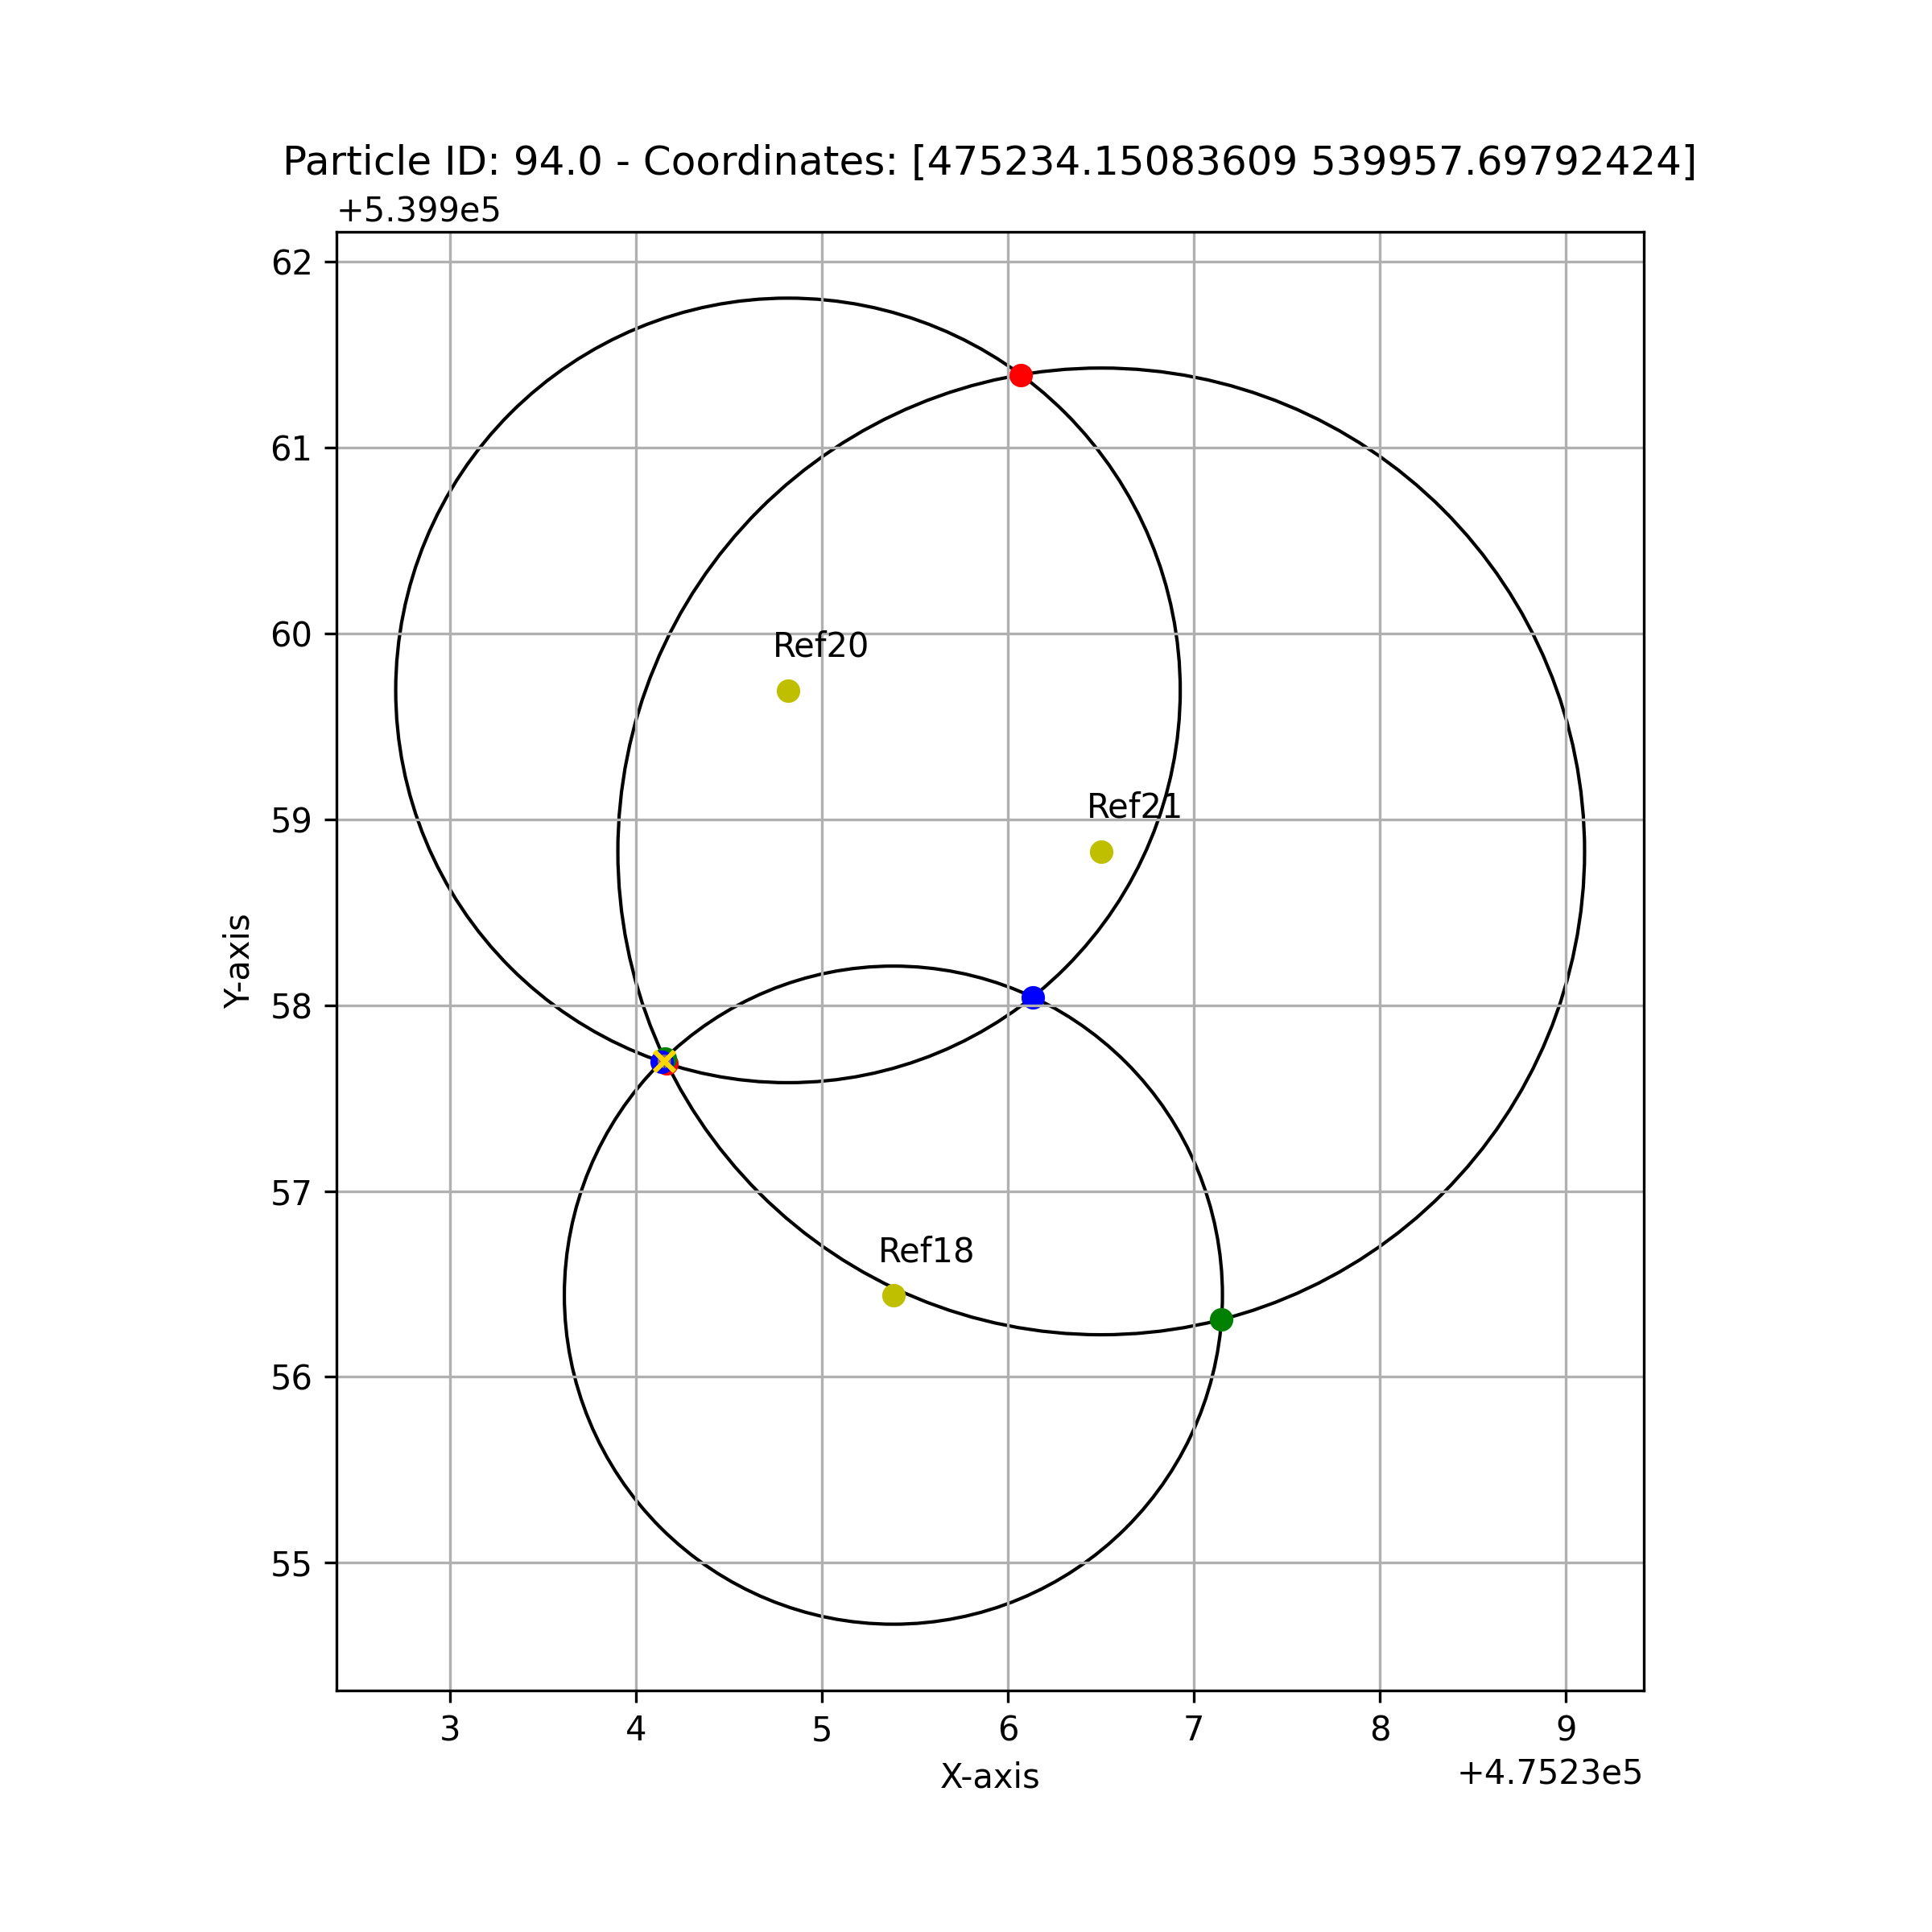 Particle ID: 94.0 - Coordinates: [475234.15083609 539957.69792424]
+5.399e5
62
61
60
59
58
57
56
55
Y-axis
Ref20
Ref21
Ref18
3 4 5 6 7 8 9
X-axis
+4.7523e5